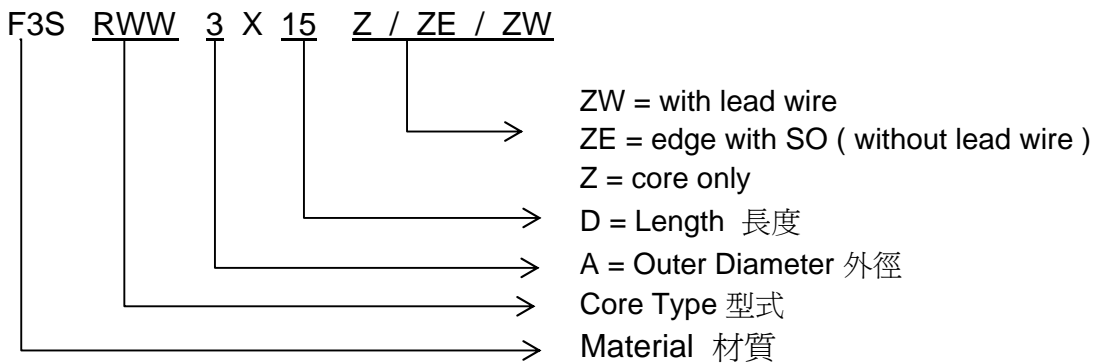 F3S RWW 3 X 15 Z / ZE / ZW
ZW = with lead wire
ZE = edge with SO ( without lead wire )
Z = core only
D = Length 長度
A = Outer Diameter 外徑
Core Type 型式
Material 材質